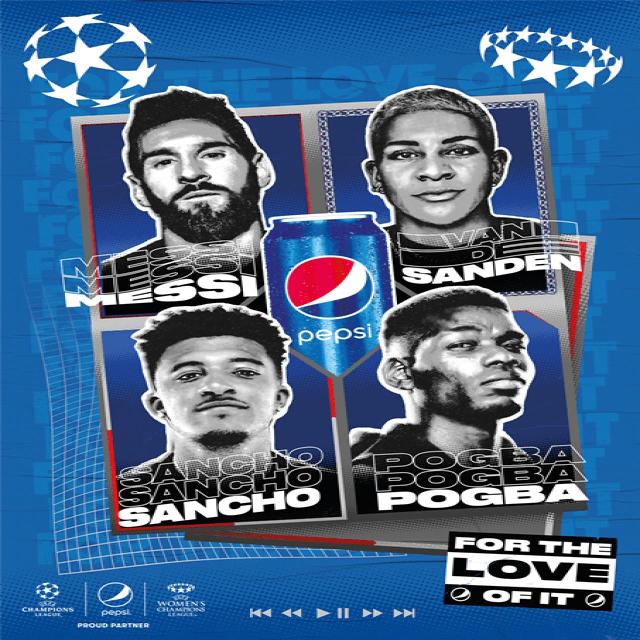 FOR THE LOVE OF IT
MESSI
MESSI
MESSI
VAN
DE
SANDEN
pepsi
SANCHO
SANCHO
SANCHO
POGBA
POGBA
POGBA
FOR THE
LOVE
OF IT
UEFA
CHAMPIONS
LEAGUE
pepsi
WOMEN'S
CHAMPIONS
LEAGUE
PROUD PARTNER